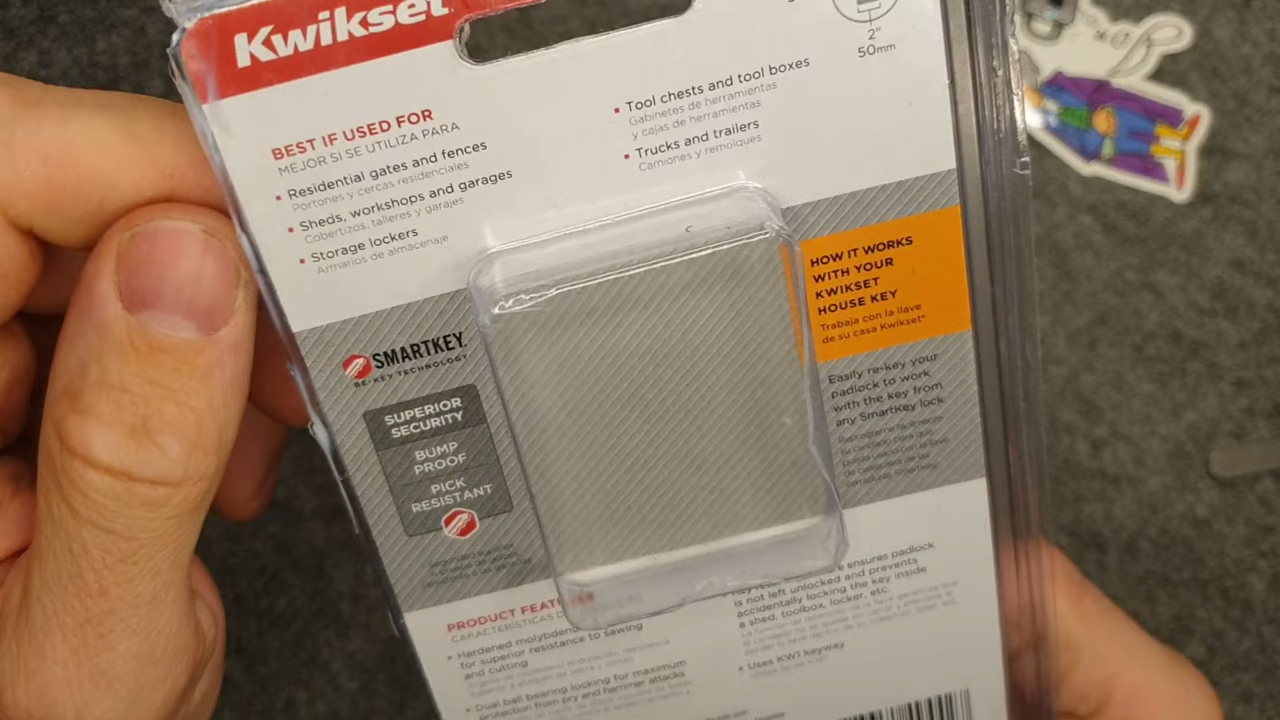 Kwikset
2"
50mm
BEST IF USED FOR
MEJOR SI SE UTILIZA PARA
Residential gates and fences
Portones y cercas residenciales
Sheds, workshops and garages
Cobertizos, talleres y garajes
Storage lockers
Armarios de almacenaje
Tool chests and tool boxes
Gabinetes de herramientas
y cajas de herramientas
Trucks and trailers
Camiones y remolques
SMARTKEY
RE-KEY TECHNOLOGY
SUPERIOR
SECURITY
BUMP
PROOF
PICK
RESISTANT
HOW IT WORKS
WITH YOUR
KWIKSET
HOUSE KEY
Trabaja con la llave
de su casa Kwikset
Easily re-key your
padlock to work
with the key from
any SmartKey lock
PRODUCT FEATURES
CARACTERÍSTICAS
Hardened
for superior resistance to sawing
and cutting
Dual ball bearing locking for maximum
protection from pry and hammer attacks
ensures padlock
is not left unlocked and prevents
accidentally locking the key inside
a shed, toolbox, locker, etc.
Uses KW1 keyway